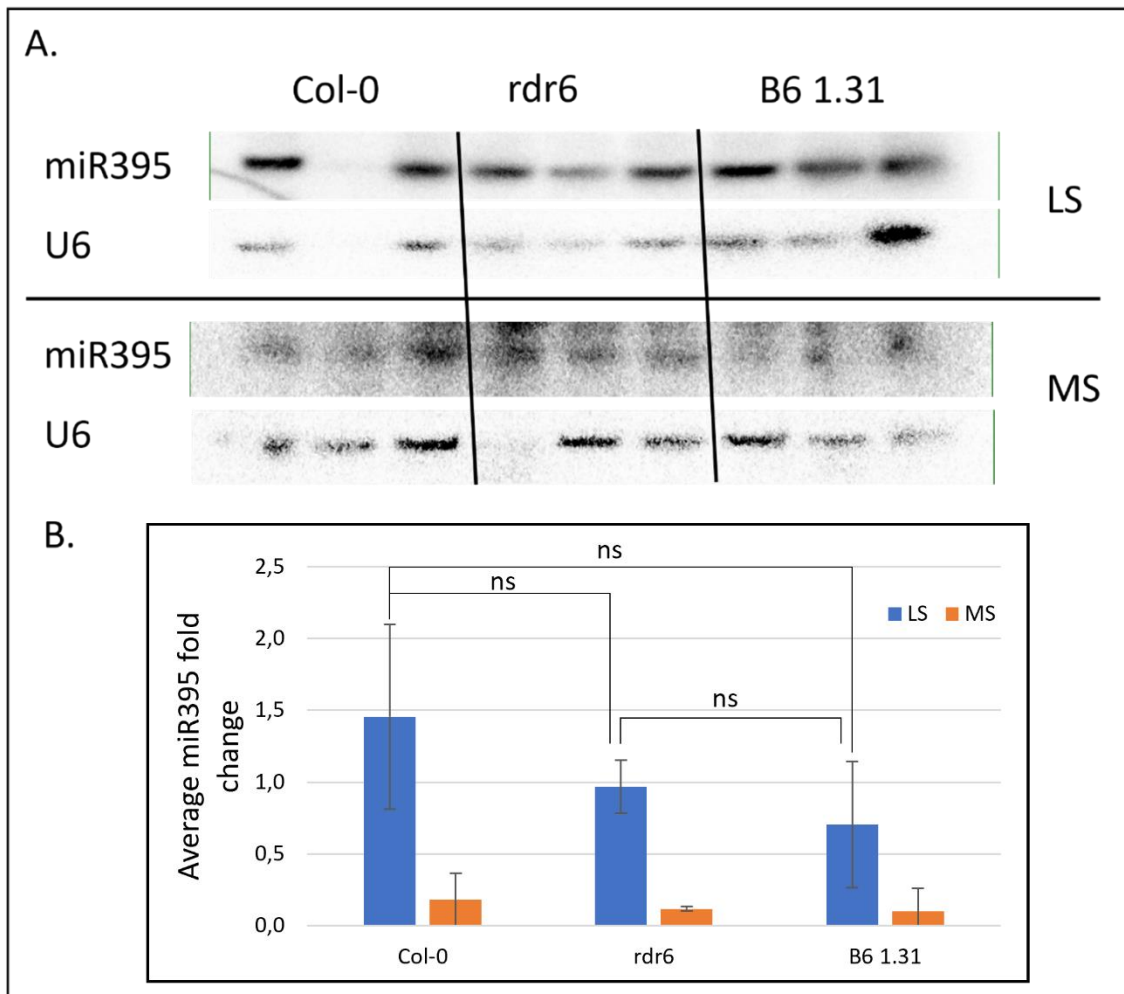 A.
Col-0 rdr6 B6 1.31
miR395
U6
LS
miR395
U6
MS
B.
ns
ns
ns
LS MS
Average miR395 fold
change
2,5
2,0
1,5
1,0
0,5
0,0
Col-0 rdr6 B6 1.31